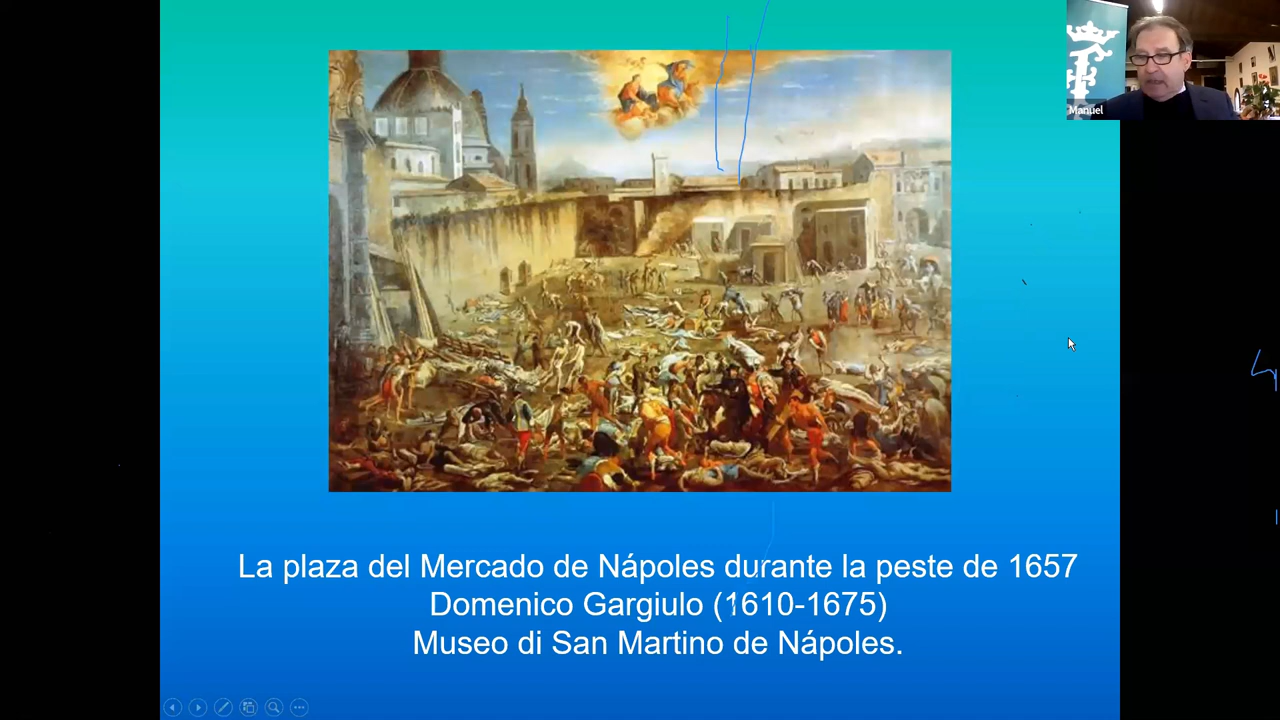 Manuel
La plaza del Mercado de Nápoles durante la peste de 1657
Domenico Gargiulo (1610-1675)
Museo di San Martino de Nápoles.